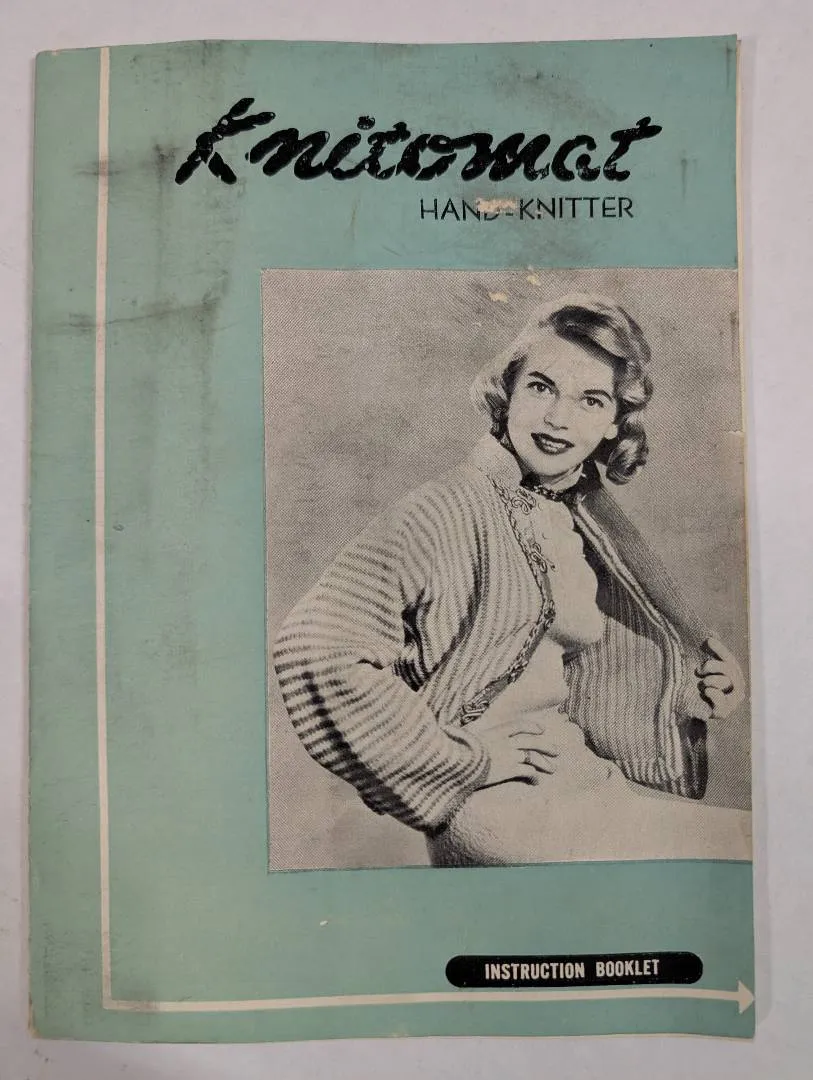 Knitomat
HAND-KNITTER
INSTRUCTION BOOKLET